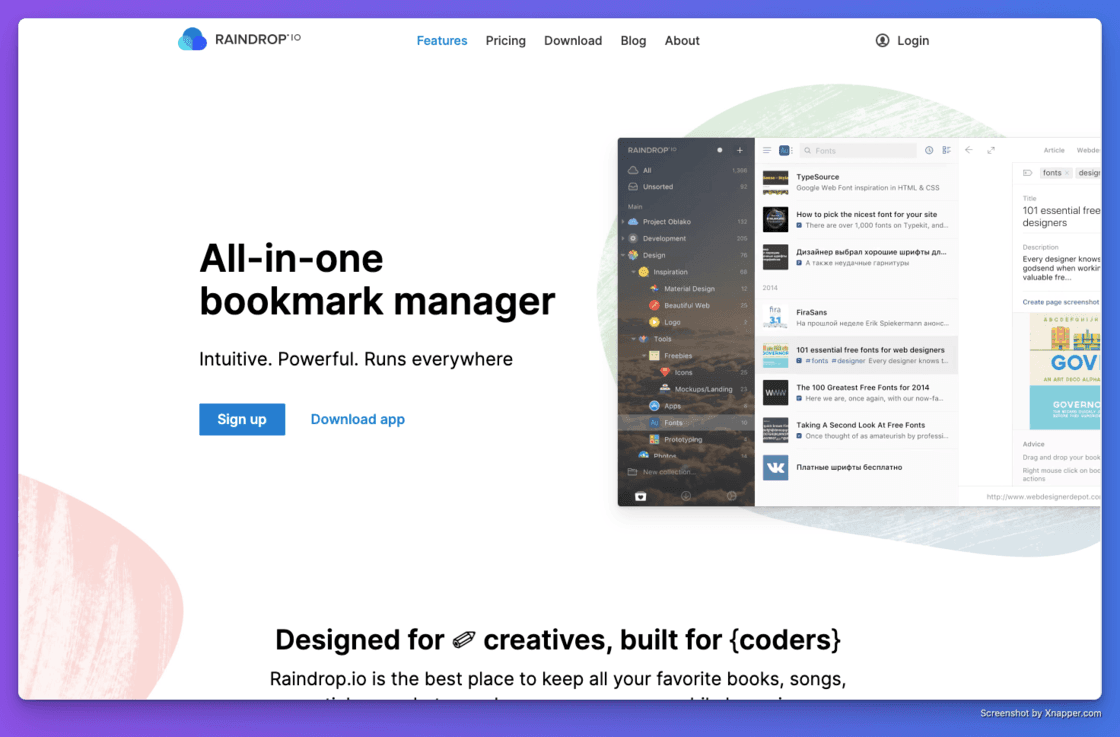 RAINDROP.IO
Features
Pricing
Download
Blog
About
Login
All-in-one
bookmark manager
Intuitive. Powerful. Runs everywhere
Sign up
Download app
RAINDROP.IO
All 1,366
Unsorted 92
Main
Project Oblako 132
Development 205
Design 76
Inspiration 68
Material Design 12
Beautiful Web 25
Logo
Tools
Freebies
Icons 25
Mockups/Landing 23
Apps
Fonts 10
Prototyping
Photos 14
New collection...
Fonts
TypeSource
Google Web Font inspiration in HTML & CSS
How to pick the nicest font for your site
There are over 1,000 fonts on Typekit, and...
Дизайнер выбрал хорошие шрифты дл...
А также неудачные гарнитуры
2014
fira
3.1
FiraSans
На прошлой неделе Erik Spiekermann анонс...
101 essential free fonts for web designers
#fonts #designer Every designer knows t...
The 100 Greatest Free Fonts for 2014
Here we are, once again, with our now-fa...
Taking A Second Look At Free Fonts
Once thought of as amateurish by professi...
Платные шрифты бесплатно
Article
Webde
fonts ×
design
Title
101 essential free
designers
Description
Every designer knows
godsend when working
valuable fre...
Create page screenshot
ABCDEFGHIJK
GOV
AN ART DECO ALPHA
GOVERNO
Advice
Drag and drop your book
Right mouse click on boo
actions
http://www.webdesignerdepot.co
Designed for creatives, built for {coders}
Raindrop.io is the best place to keep all your favorite books, songs,
Screenshot by Xnapper.com